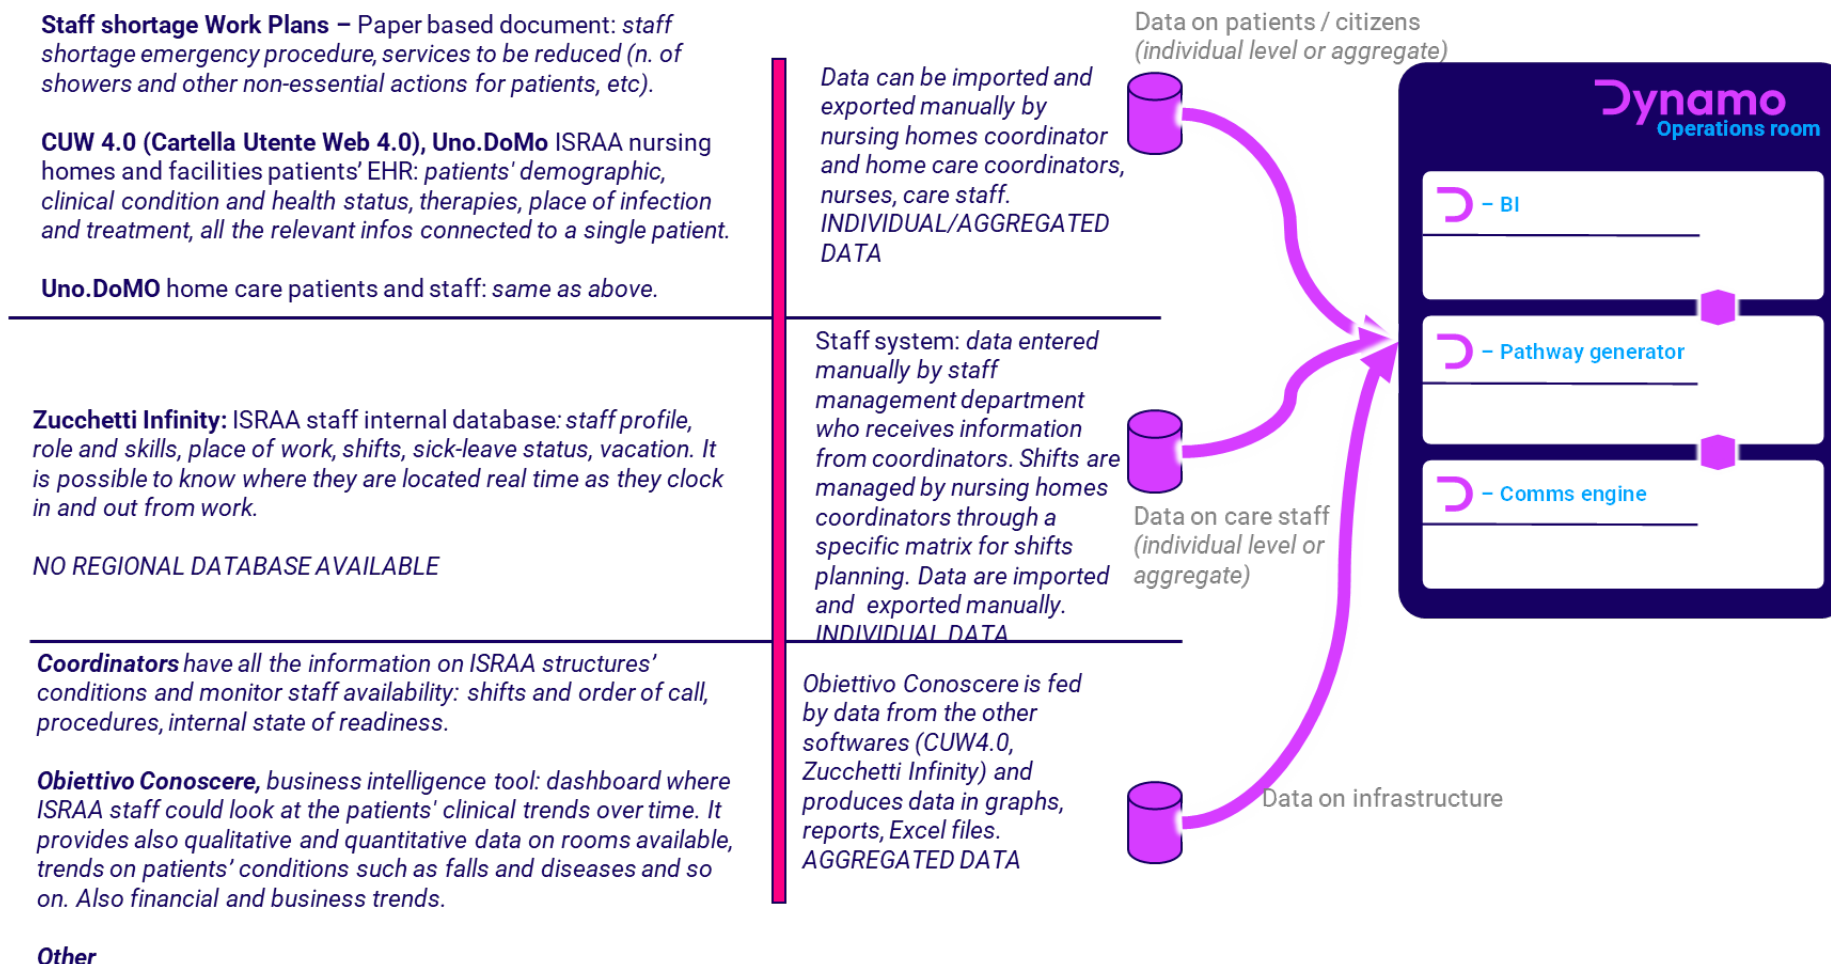 Staff shortage Work Plans – Paper based document: staff
shortage emergency procedure, services to be reduced (n. of
showers and other non-essential actions for patients, etc).
CUW 4.0 (Cartella Utente Web 4.0), Uno.DoMo ISRAA nursing
homes and facilities patients’ EHR: patients' demographic,
clinical condition and health status, therapies, place of infection
and treatment, all the relevant infos connected to a single patient.
Uno.DoMO home care patients and staff: same as above.
Data can be imported and
exported manually by
nursing homes coordinator
and home care coordinators,
nurses, care staff.
INDIVIDUAL/AGGREGATED
DATA
Data on patients / citizens
(individual level or aggregate)
Zucchetti Infinity: ISRAA staff internal database: staff profile,
role and skills, place of work, shifts, sick-leave status, vacation. It
is possible to know where they are located real time as they clock
in and out from work.
NO REGIONAL DATABASE AVAILABLE
Staff system: data entered
manually by staff
management department
who receives information
from coordinators. Shifts are
managed by nursing homes
coordinators through a
specific matrix for shifts
planning. Data are imported
and exported manually.
INDIVIDUAL DATA
Data on care staff
(individual level or
aggregate)
Coordinators have all the information on ISRAA structures’
conditions and monitor staff availability: shifts and order of call,
procedures, internal state of readiness.
Obiettivo Conoscere, business intelligence tool: dashboard where
ISRAA staff could look at the patients' clinical trends over time. It
provides also qualitative and quantitative data on rooms available,
trends on patients’ conditions such as falls and diseases and so
on. Also financial and business trends.
Other
Obiettivo Conoscere is fed
by data from the other
softwares (CUW4.0,
Zucchetti Infinity) and
produces data in graphs,
reports, Excel files.
AGGREGATED DATA
Data on infrastructure
Dynamo
Operations room
D – BI
D – Pathway generator
D – Comms engine